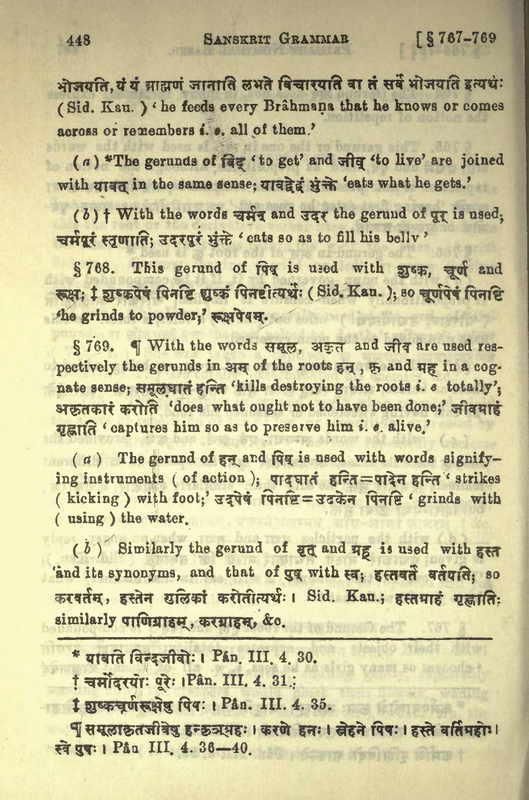 448 SANSKRIT GRAMMAR [ § 767-769
भोजयति, यं यं ब्राह्मणं जानाति लभते विचारयति वा तं सर्वं भोजयति इत्यर्थः
(Sid. Kau. ) ‘ he feeds every Brâhmaṇa that he knows or comes
across or remembers i. e. all of them.’
(a) *The gerunds of विद् ‘to get’ and जीव् ‘to live’ are joined
with यावत् in the same sense; यावद्वेदं भुंक्ते ‘eats what he gets.’
(b) † With the words चर्मन् and उदर the gerund of पूर् is used;
चर्मपूरं स्तृणाति; उदरपूरं भुंक्ते ‘eats so as to fill his belly’
§ 768. This gerund of पिष् is used with शुष्क, चूर्ण and
रूक्ष; ‡ शुष्कपेषं पिनष्टि शुष्कं पिनष्टीत्यर्थः ( Sid. Kau. ); so चूर्णपेषं पिनष्टि
‘he grinds to powder;’ रूक्षपेषम्.
§ 769. ¶ With the words समूल, अकृत and जीव are used res-
pectively the gerunds in अम् of the roots हन् , कृ and ग्रह् in a cog-
nate sense; समूलघातं हन्ति ‘kills destroying the roots i. e totally’;
अकृतकारं करोति ‘does what ought not to have been done;’ जीवग्राहं
गृह्णाति ‘ captures him so as to preserve him i. e. alive.’
(a) The gerund of हन् and पिष् is used with words signify-
ing instruments ( of action ); पादघातं हन्ति=पादेन हन्ति ‘ strikes
( kicking ) with foot;’ उदपेषं पिनष्टि=उदकेन पिनष्टि ‘ grinds with
( using ) the water.
(b) Similarly the gerund of वृत् and ग्रह् is used with हस्त
and its synonyms, and that of पुष् with स्व; हस्तवर्तं वर्तयति; so
करवर्तम्, हस्तेन गुलिकां करोतीत्यर्थः। Sid. Kau.; हस्तग्राहं गृह्णाति;
similarly पाणिग्राहम्, करग्राहम्, &c.
* यावति विन्दजीवोः । Pân. III. 4. 30.
† चर्मोदरयोः पूरेः ।Pân. III. 4. 31.
‡ शुष्कचूर्णरूक्षेषु पिषः । Pân. III. 4. 35.
¶ समूलाकृतजीवेषु हन्कृञ्ग्रहः । करणे हनः । स्नेहने पिषः । हस्ते वर्तिग्रहोः ।
स्वे पुषः । Pân III. 4. 36—40.